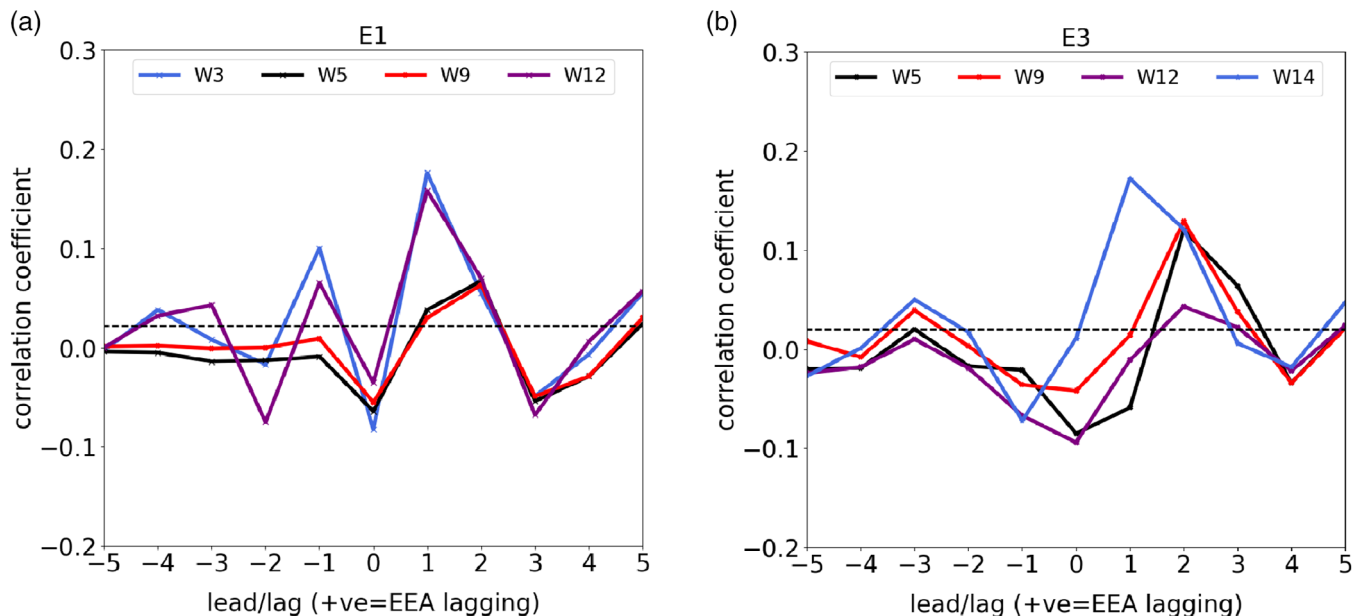 (a)
E1
W3 W5 W9 W12
0.3
0.2
0.1
0.0
−0.1
−0.2
correlation coefficient
−5 −4 −3 −2 −1 0 1 2 3 4 5
lead/lag (+ve=EEA lagging)
(b)
E3
W5 W9 W12 W14
0.3
0.2
0.1
0.0
−0.1
−0.2
correlation coefficient
−5 −4 −3 −2 −1 0 1 2 3 4 5
lead/lag (+ve=EEA lagging)